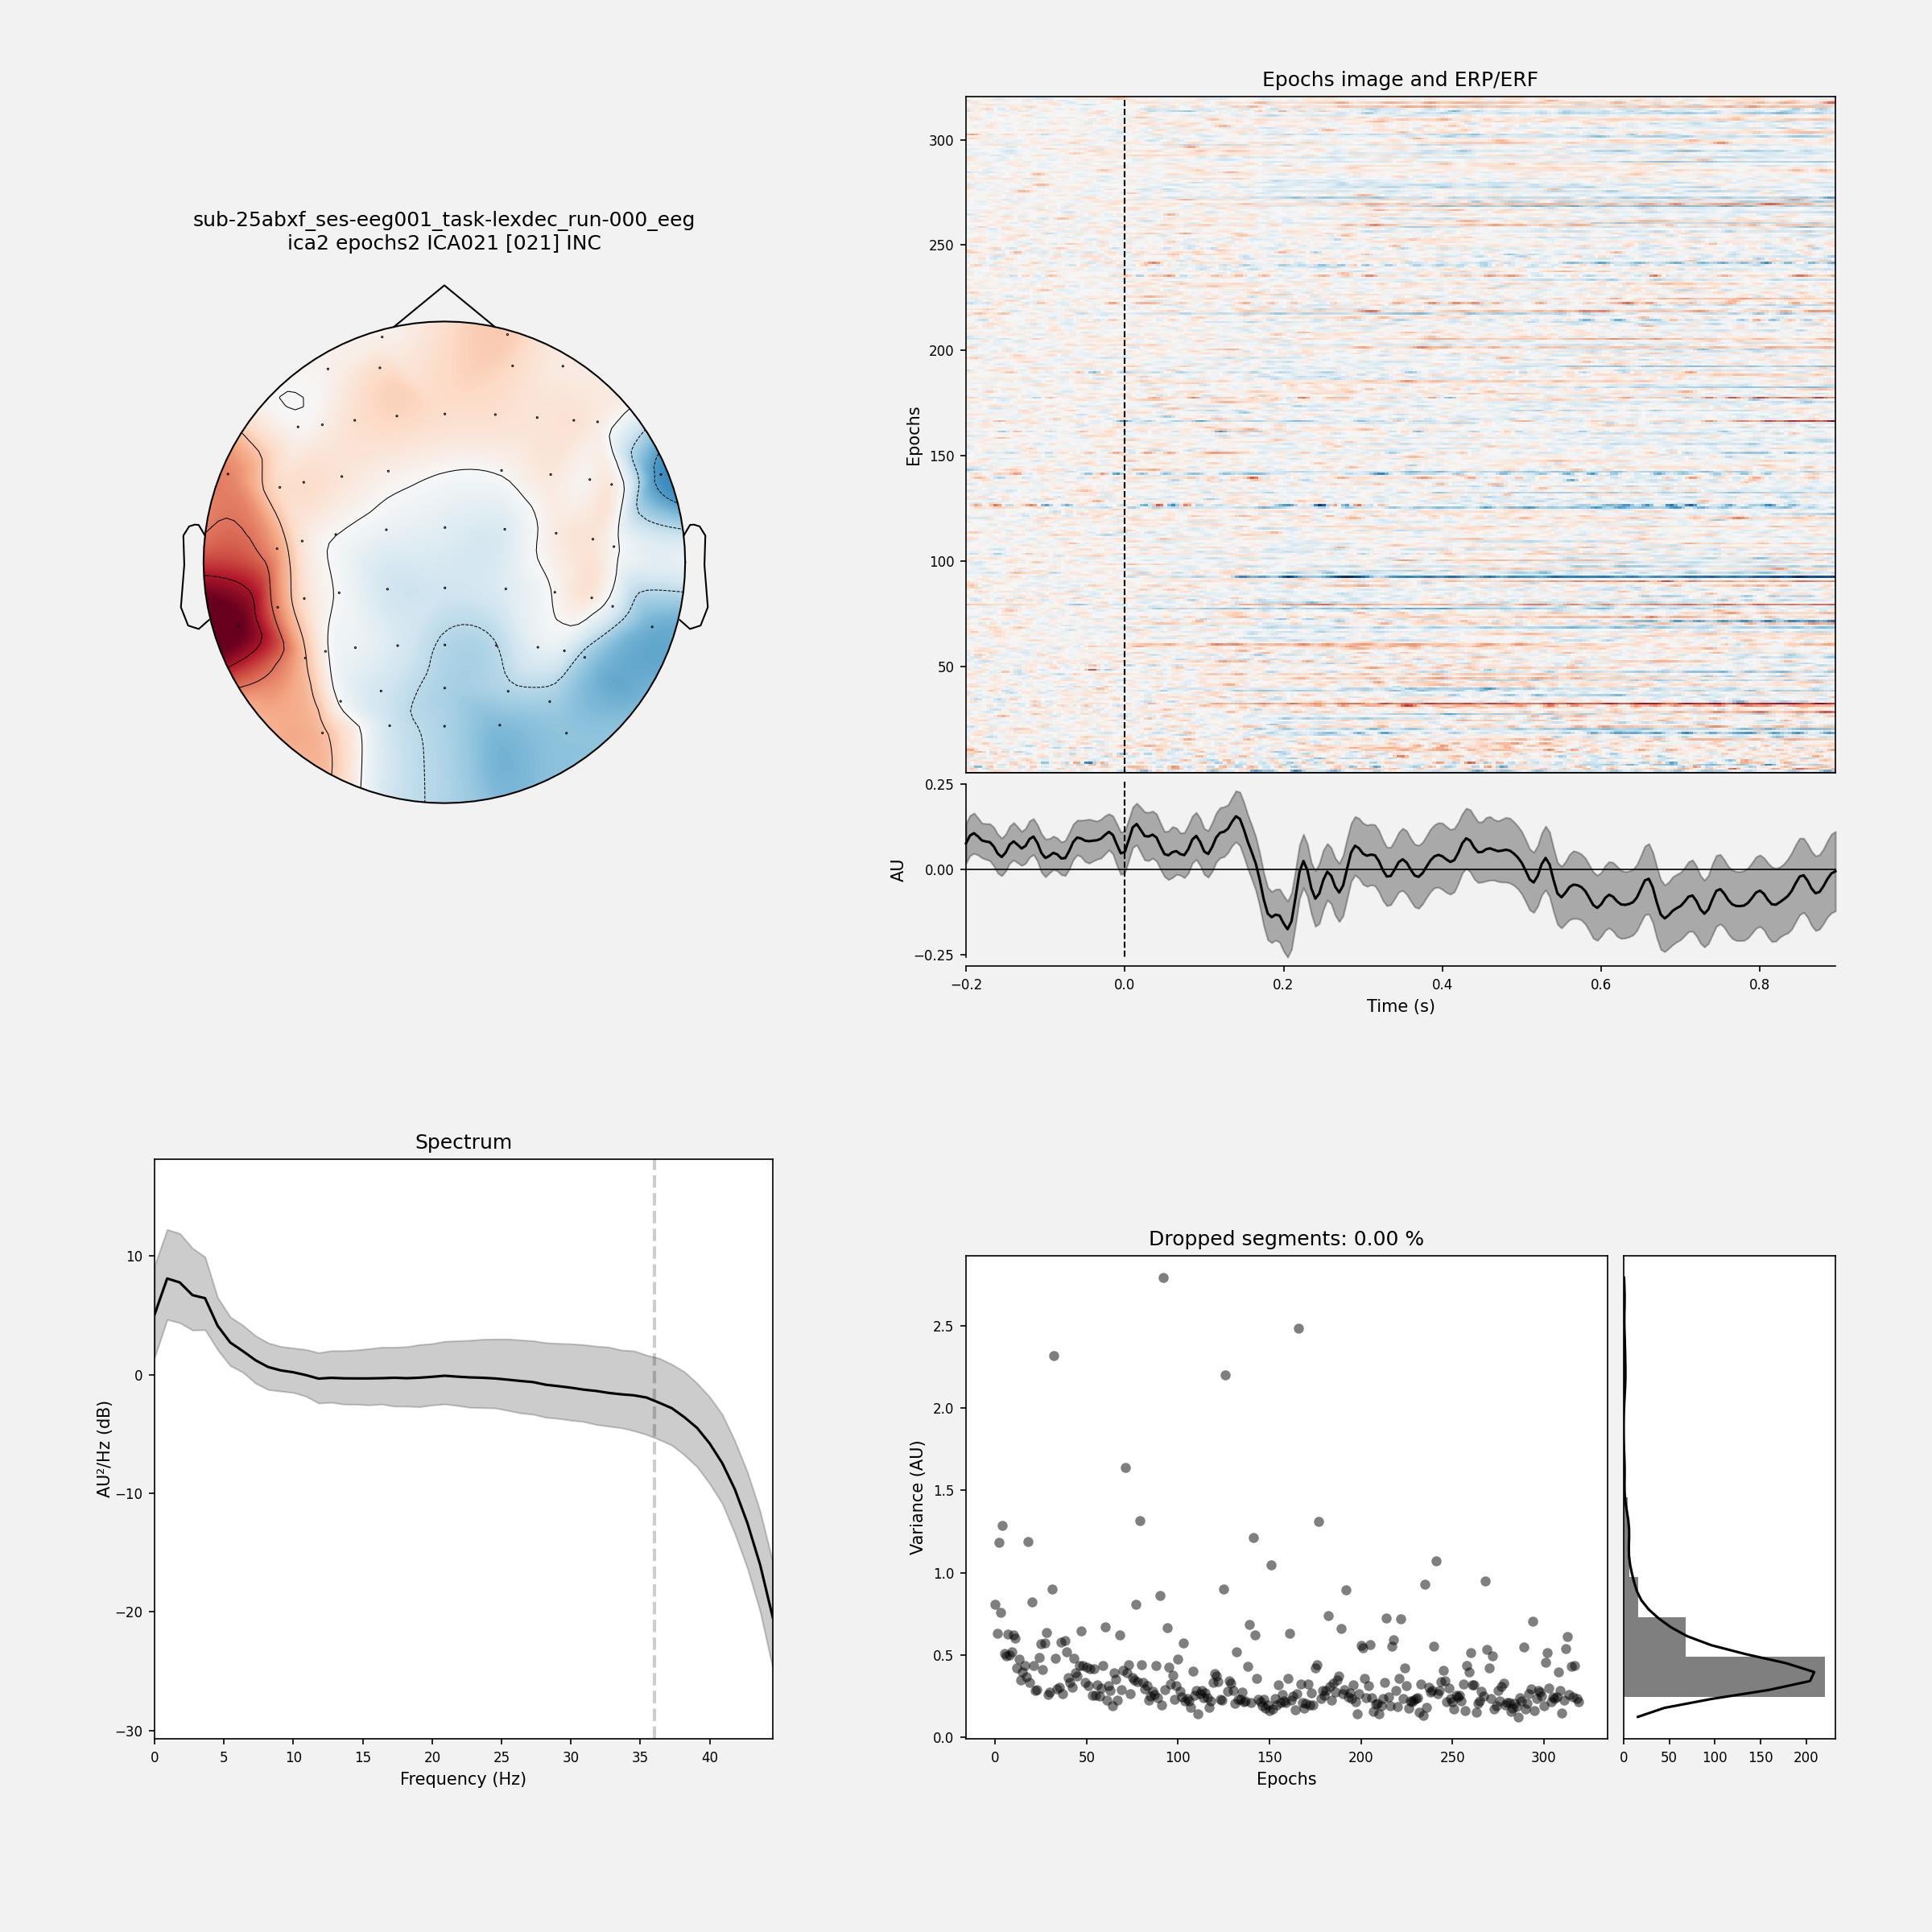 sub-25abxf_ses-eeg001_task-lexdec_run-000_eeg
ica2 epochs2 ICA021 [021] INC
Epochs image and ERP/ERF
Epochs
300
250
200
150
100
50
AU
0.25
0.00
−0.25
−0.2 0.0 0.2 0.4 0.6 0.8
Time (s)
Spectrum
AU²/Hz (dB)
10
0
−10
−20
−30
0 5 10 15 20 25 30 35 40
Frequency (Hz)
Dropped segments: 0.00 %
Variance (AU)
2.5
2.0
1.5
1.0
0.5
0.0
0 50 100 150 200 250 300
Epochs
0 50 100 150 200